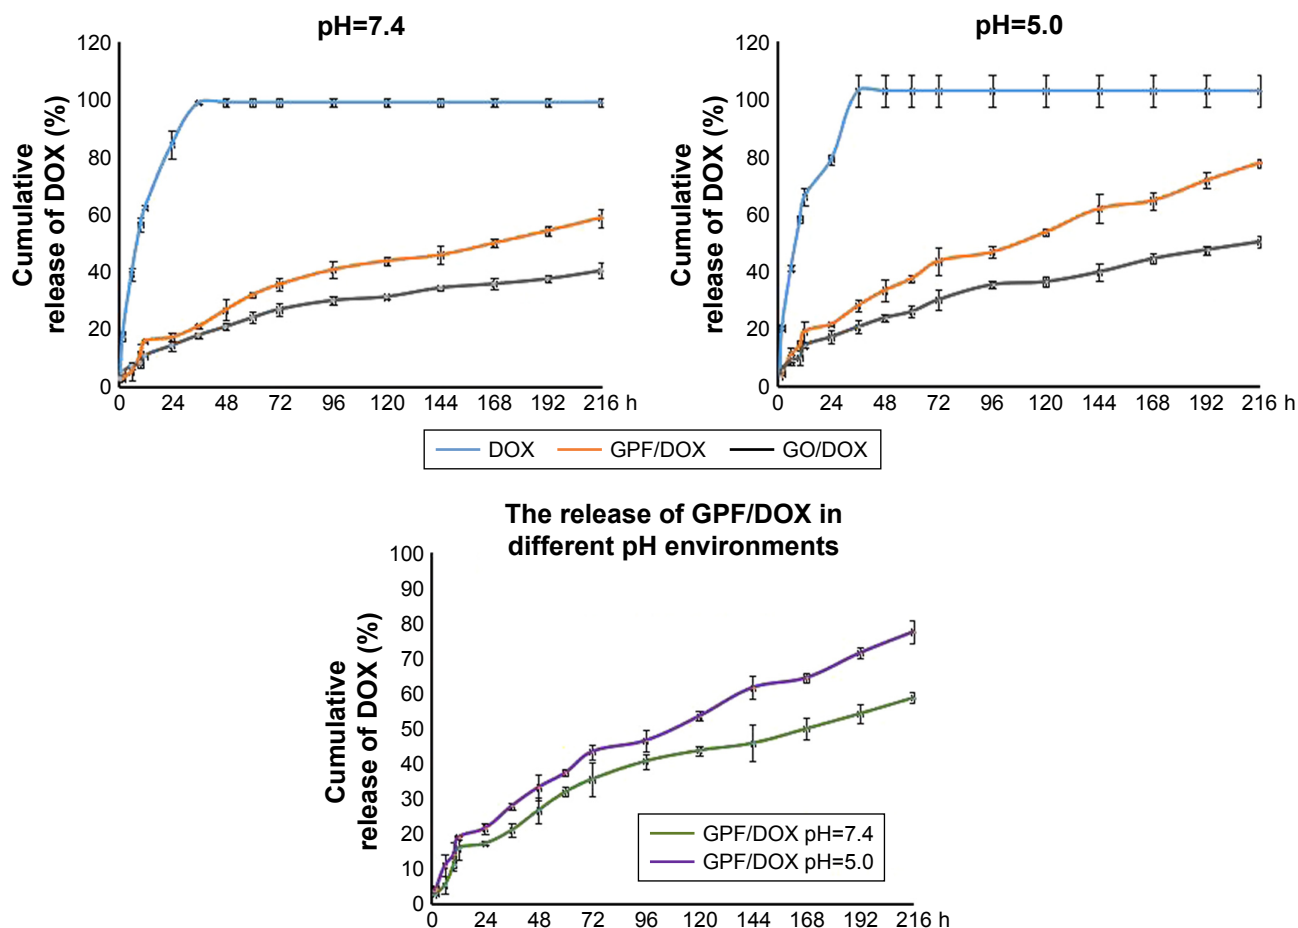 pH=7.4
Cumulative
release of DOX (%)
120
100
80
60
40
20
0
0 24 48 72 96 120 144 168 192 216 h
pH=5.0
Cumulative
release of DOX (%)
120
100
80
60
40
20
0
0 24 48 72 96 120 144 168 192 216 h
DOX GPF/DOX GO/DOX
The release of GPF/DOX in
different pH environments
Cumulative
release of DOX (%)
100
90
80
70
60
50
40
30
20
10
0
GPF/DOX pH=7.4
GPF/DOX pH=5.0
0 24 48 72 96 120 144 168 192 216 h